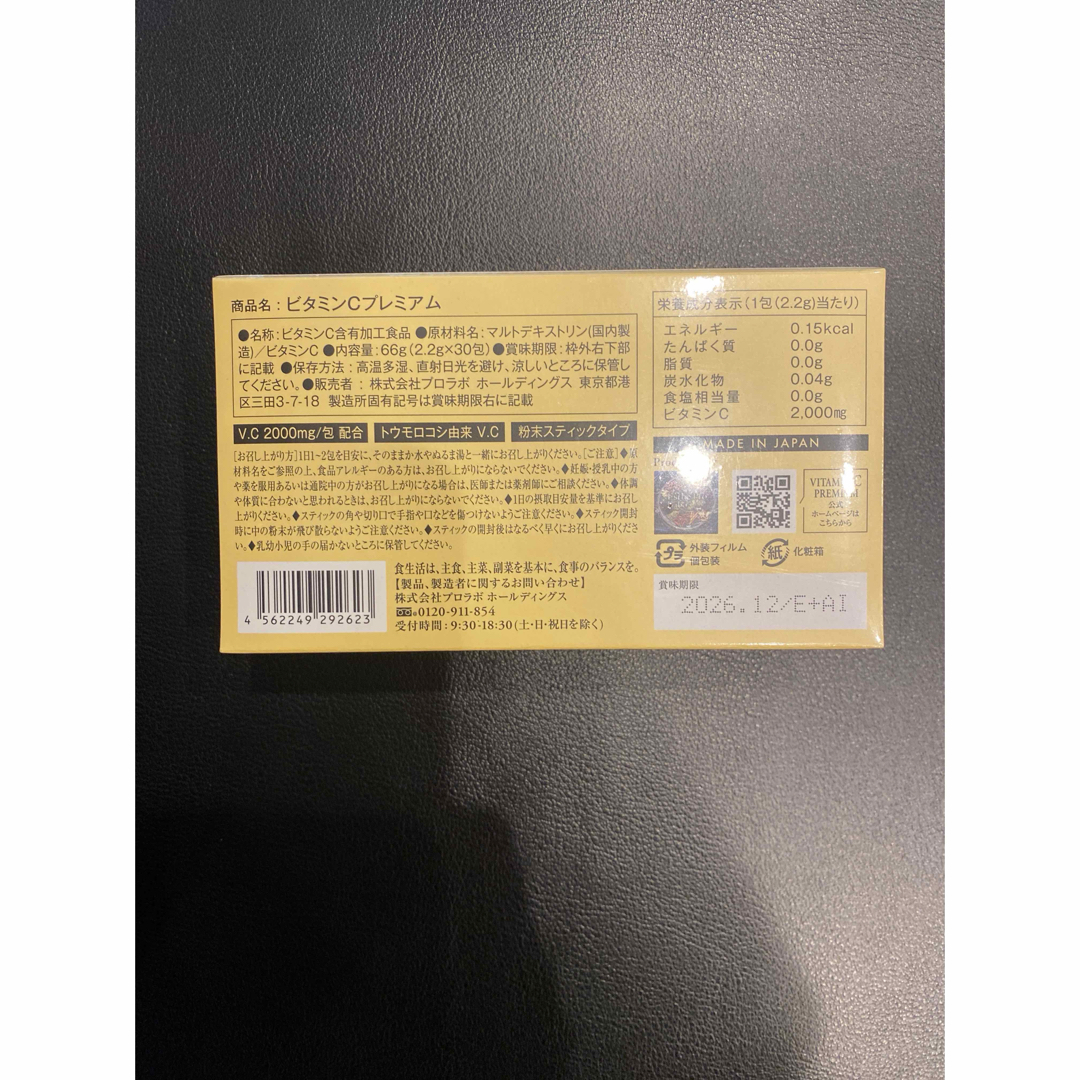 商品名：ビタミンCプレミアム
●名称：ビタミンC含有加工食品 ●原材料名：マルトデキストリン(国内製
造)／ビタミンC ●内容量：66g(2.2g×30包) ●賞味期限：枠外右下部
に記載 ●保存方法：高温多湿、直射日光を避け、涼しいところに保管し
てください。●販売者：株式会社プロラボ ホールディングス 東京都港
区三田3-7-18 製造所固有記号は賞味期限右に記載
V.C 2000mg/包 配合 トウモロコシ由来 V.C 粉末スティックタイプ
[お召し上がり方]1日1~2包を目安に、そのままか水やぬるま湯と一緒にお召し上がりください。[ご注意]◆原
材料名をご参照の上、食品アレルギーのある方は、お召し上がりにならないでください。◆妊娠・授乳中の方
や薬を服用あるいは通院中の方がお召し上がりになる場合は、医師または薬剤師にご相談ください。◆体調
や体質に合わないと思われるときは、お召し上がりにならないでください。◆1日の摂取目安量を基準にお召し
上がりください。◆スティックの角や切り口で手指や口などを傷つけないようご注意ください。◆スティック開封
時に中の粉末が飛び散らないようご注意ください。◆スティックの開封後はなるべく早くにお召し上がりください。
◆乳幼小児の手の届かないところに保管してください。
4 562249 292623
食生活は、主食、主菜、副菜を基本に、食事のバランスを。
【製品、製造者に関するお問い合わせ】
株式会社プロラボ ホールディングス
0120-911-854
受付時間：9:30-18:30(土・日・祝日を除く)
栄養成分表示(1包(2.2g)当たり)
エネルギー 0.15kcal
たんぱく質 0.0g
脂質 0.0g
炭水化物 0.04g
食塩相当量 0.0g
ビタミンC 2,000mg
MADE IN JAPAN
公式
ホームページは
こちらから
プラ 外装フィルム
個包装
紙 化粧箱
賞味期限
2026.12/E+AI